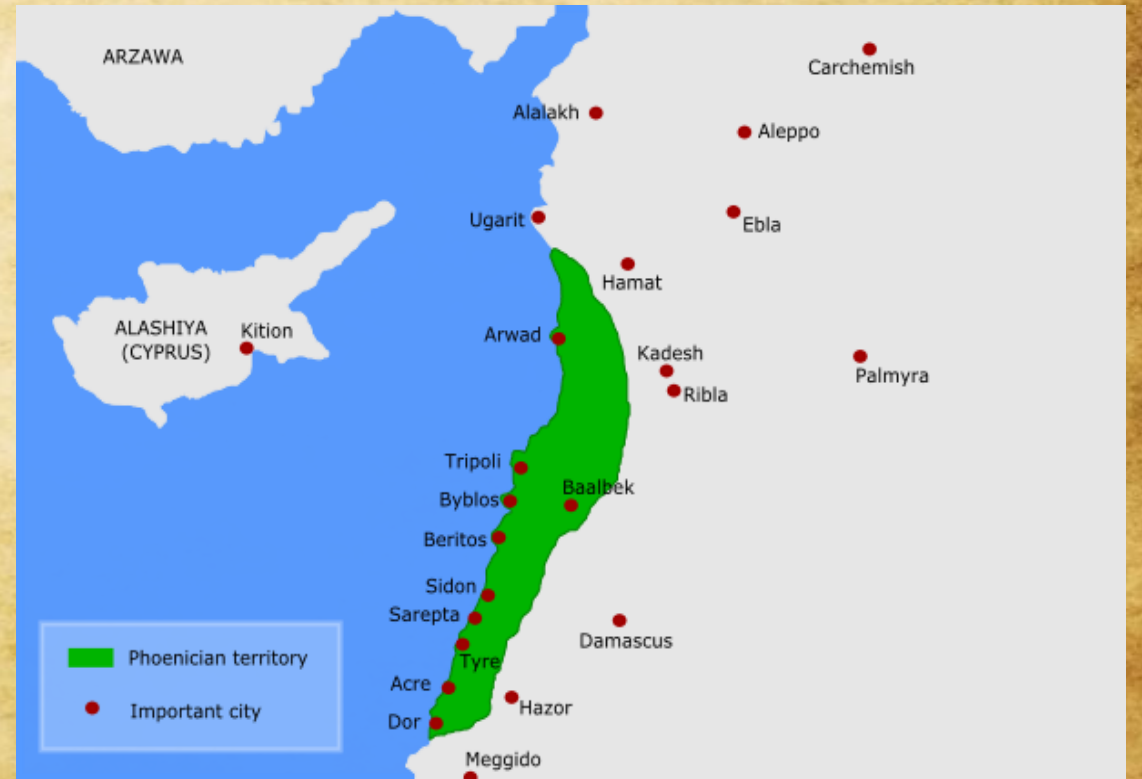 ARZAWA
Carchemish
Alalakh
Aleppo
Ugarit
Ebla
Hamat
ALASHIYA
(CYPRUS)
Kition
Arwad
Kadesh
Ribla
Palmyra
Tripoli
Baalbek
Byblos
Beritos
Sidon
Sarepta
Damascus
Tyre
Phoenician territory
Acre
Hazor
Important city
Dor
Meggido